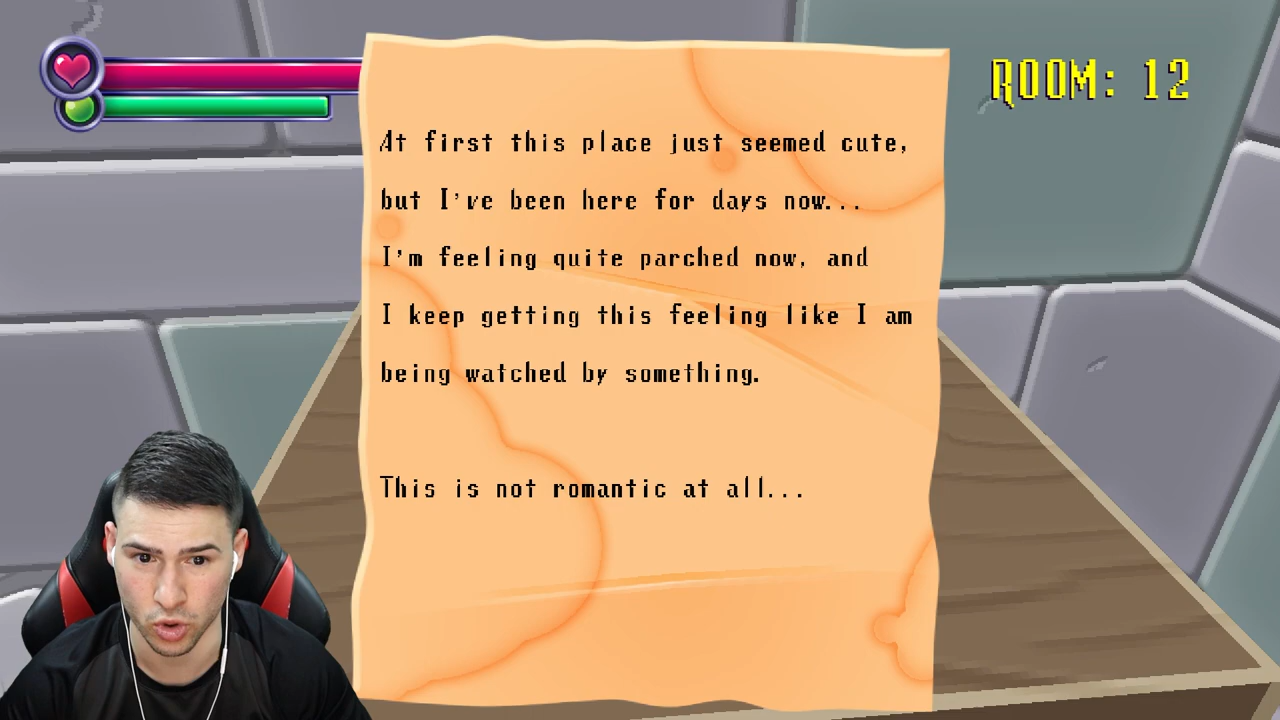 ROOM: 12
At first this place just seemed cute,
but I've been here for days now...
I'm feeling quite parched now, and
I keep getting this feeling like I am
being watched by something.
This is not romantic at all...